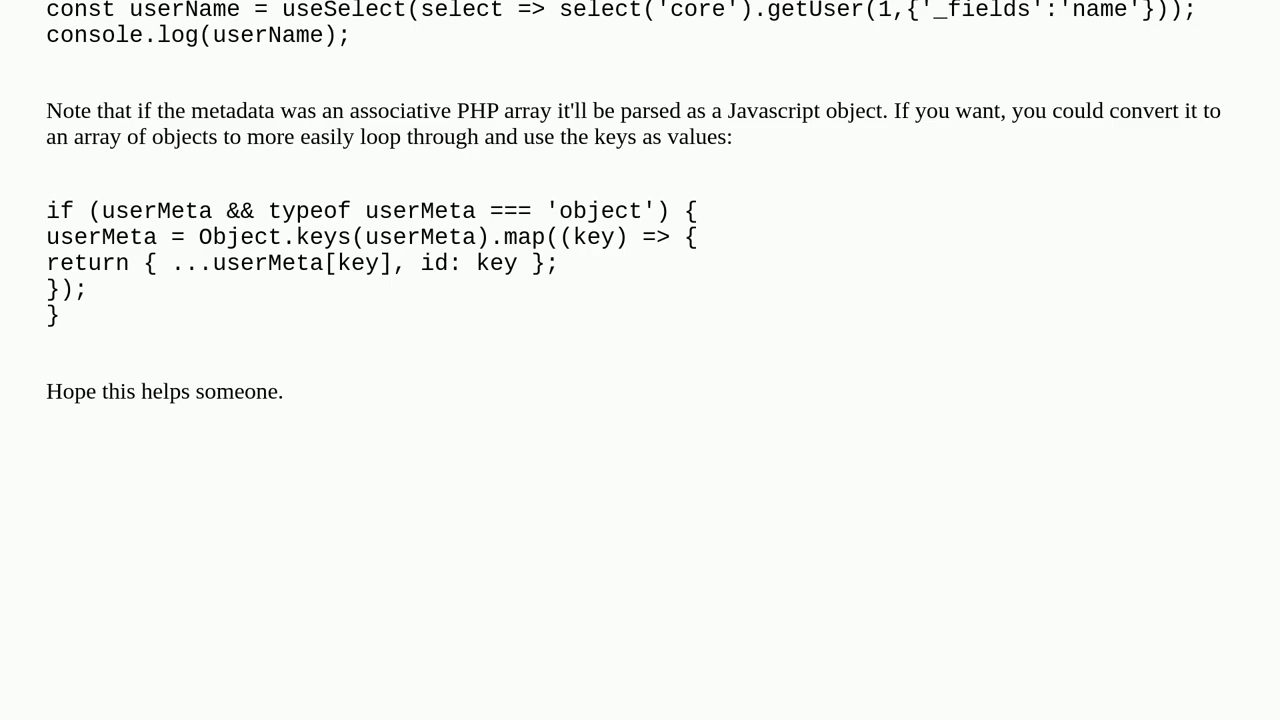 const userName = useSelect(select => select('core').getUser(1,{'_fields':'name'}));
console.log(userName);
Note that if the metadata was an associative PHP array it'll be parsed as a Javascript object. If you want, you could convert it to
an array of objects to more easily loop through and use the keys as values:
if (userMeta && typeof userMeta === 'object') {
userMeta = Object.keys(userMeta).map((key) => {
return { ...userMeta[key], id: key };
});
}
Hope this helps someone.